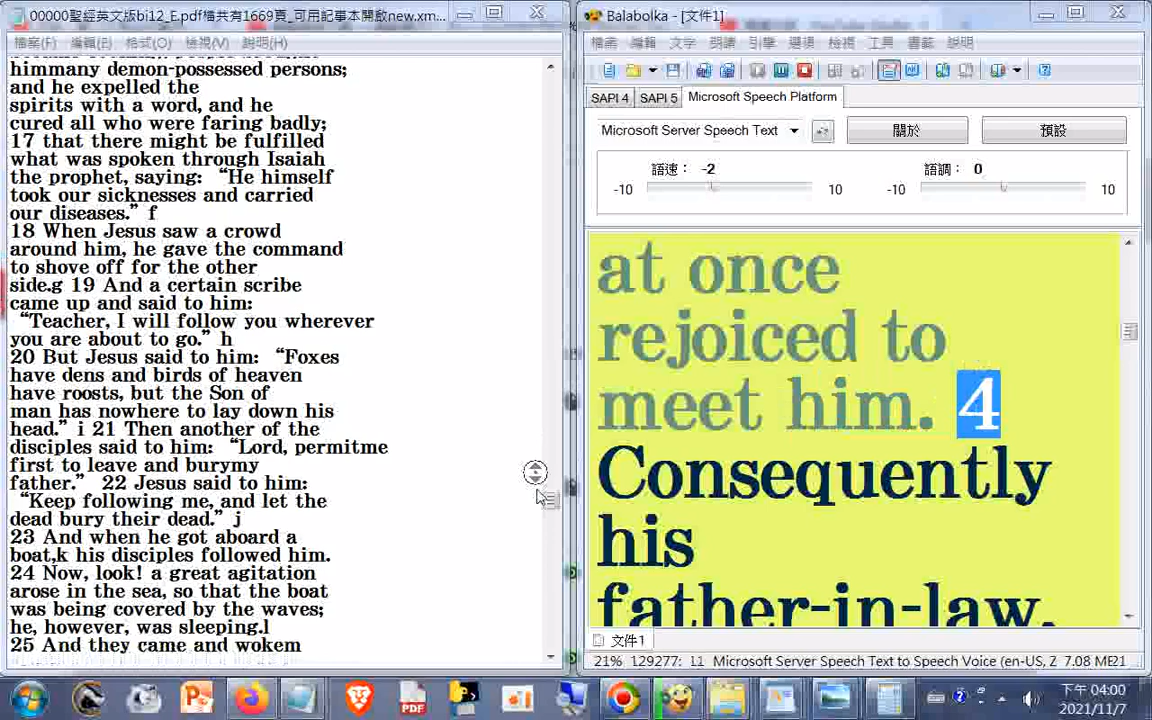 00000聖經英文版bi12_E.pdf檔共有1669頁_可用記事本開啟new.xm...
檔案(F) 編輯(E) 格式(O) 檢視(V) 說明(H)
himmany demon-possessed persons;
and he expelled the
spirits with a word, and he
cured all who were faring badly;
17 that there might be fulfilled
what was spoken through Isaiah
the prophet, saying: “He himself
took our sicknesses and carried
our diseases.” f
18 When Jesus saw a crowd
around him, he gave the command
to shove off for the other
side.g 19 And a certain scribe
came up and said to him:
“Teacher, I will follow you wherever
you are about to go.” h
20 But Jesus said to him: “Foxes
have dens and birds of heaven
have roosts, but the Son of
man has nowhere to lay down his
head.” i 21 Then another of the
disciples said to him: “Lord, permitme
first to leave and burymy
father.” 22 Jesus said to him:
“Keep following me, and let the
dead bury their dead.” j
23 And when he got aboard a
boat,k his disciples followed him.
24 Now, look! a great agitation
arose in the sea, so that the boat
was being covered by the waves;
he, however, was sleeping.l
25 And they came and wokem
Balabolka - [文件1]
檔案 編輯 文字 朗讀 引擎 選項 檢視 工具 書籤 說明
SAPI 4 SAPI 5 Microsoft Speech Platform
Microsoft Server Speech Text 關於 預設
語速： -2 語調： 0
-10 10 -10 10
at once
rejoiced to
meet him. 4
Consequently
his
father-in-law,
文件1
21% 129277: 11 Microsoft Server Speech Text to Speech Voice (en-US, Z 7.08 ME21
PDF
下午 04:00
2021/11/7